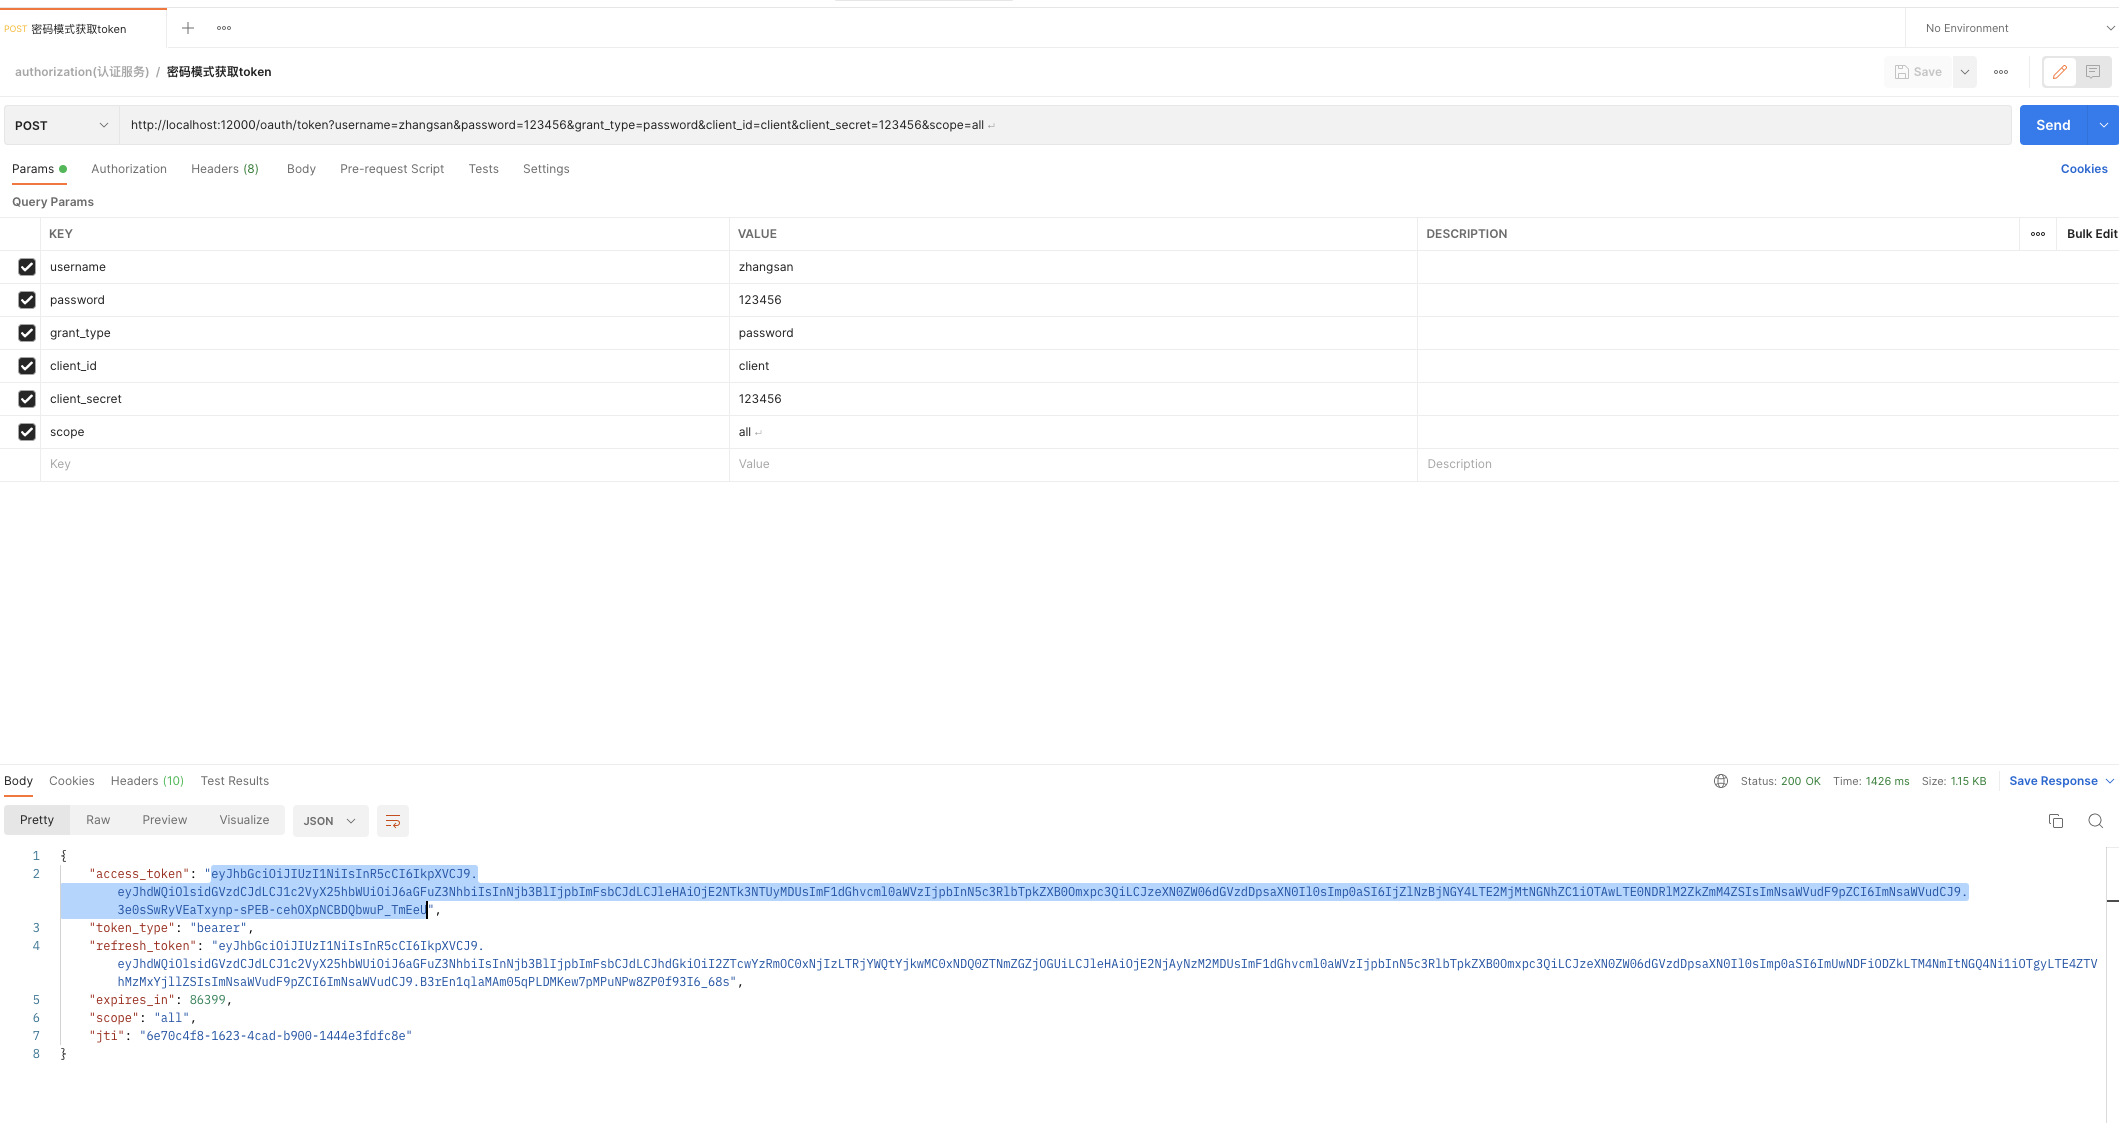 POST 密码模式获取token
No Environment
authorization(认证服务) / 密码模式获取token
Save
POST
http://localhost:12000/oauth/token?username=zhangsan&password=123456&grant_type=password&client_id=client&client_secret=123456&scope=all
Send
Params Authorization Headers (8) Body Pre-request Script Tests Settings Cookies
Query Params
KEY VALUE DESCRIPTION Bulk Edit
username zhangsan
password 123456
grant_type password
client_id client
client_secret 123456
scope all
Key Value Description
Body Cookies Headers (10) Test Results Status: 200 OK Time: 1426 ms Size: 1.15 KB Save Response
Pretty Raw Preview Visualize JSON
1 {
2 "access_token": "eyJhbGciOiJIUzI1NiIsInR5cCI6IkpXVCJ9.
eyJhdWQiOlsidGVzdCJdLCJ1c2VyX25hbWUiOiJ6aGFuZ3NhbiIsInNjb3BlIjpbImFsbCJdLCJleHAiOjE2NTk3NTUyMDUsImF1dGhvcml0aWVzIjpbInN5c3RlbTpkZXB0Omxpc3QiLCJzeXN0ZW06dGVzdDpsaXN0Il0sImp0aSI6IjZlNzBjNGY4LTE2MjMtNGNhZC1iOTAwLTE0NDRlM2ZkZmM4ZSIsImNsaWVudF9pZCI6ImNsaWVudCJ9.
3e0sSwRyVEaTxynp-sPEB-cehOXpNCBDQbwuP_TmEeU",
3 "token_type": "bearer",
4 "refresh_token": "eyJhbGciOiJIUzI1NiIsInR5cCI6IkpXVCJ9.
eyJhdWQiOlsidGVzdCJdLCJ1c2VyX25hbWUiOiJ6aGFuZ3NhbiIsInNjb3BlIjpbImFsbCJdLCJhdGkiOiI2ZTcwYzRmOC0xNjIzLTRjYWQtYjkwMC0xNDQ0ZTNmZGZjOGUiLCJleHAiOjE2NjAyNzM2MDUsImF1dGhvcml0aWVzIjpbInN5c3RlbTpkZXB0Omxpc3QiLCJzeXN0ZW06dGVzdDpsaXN0Il0sImp0aSI6ImUwNDFiODZkLTM4NmItNGQ4Ni1iOTgyLTE4ZTV
hMzMxYjllZSIsImNsaWVudF9pZCI6ImNsaWVudCJ9.B3rEn1qlaMAm05qPLDMKew7pMPuNPw8ZP0f93I6_68s",
5 "expires_in": 86399,
6 "scope": "all",
7 "jti": "6e70c4f8-1623-4cad-b900-1444e3fdfc8e"
8 }